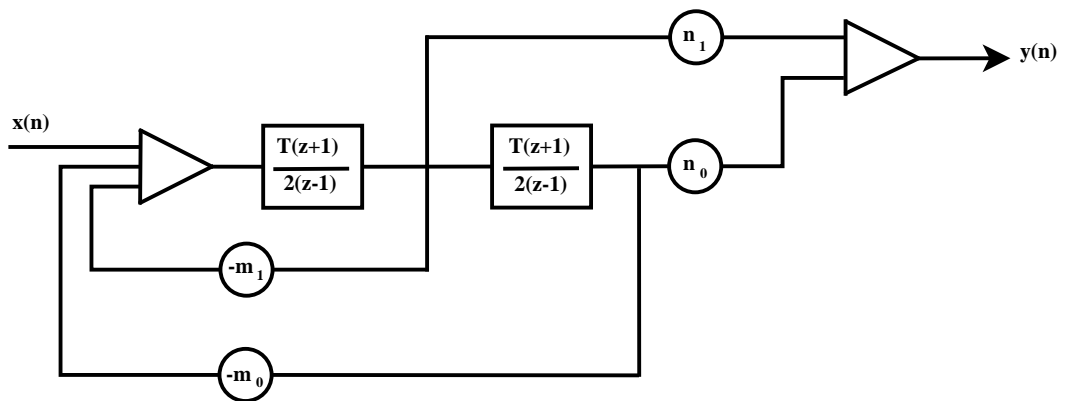 n₁
y(n)
x(n)
T(z+1)
2(z-1)
T(z+1)
2(z-1)
n₀
-m₁
-m₀